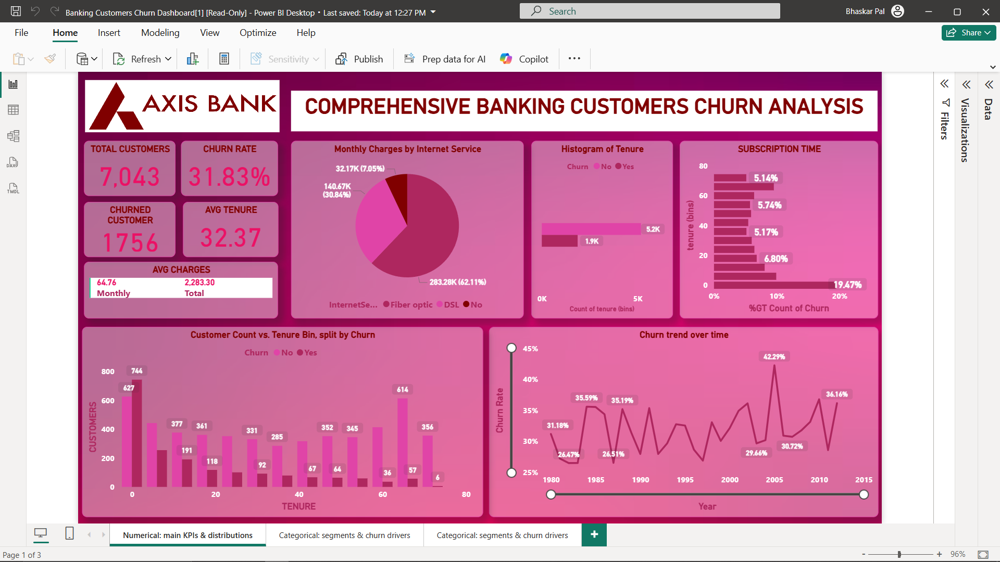 Banking Customers Churn Dashboard[1] [Read-Only] - Power BI Desktop • Last saved: Today at 12:27 PM
Search
Bhaskar Pal
File Home Insert Modeling View Optimize Help
Share
Refresh
Sensitivity
Publish
Prep data for AI
Copilot
AXIS BANK
COMPREHENSIVE BANKING CUSTOMERS CHURN ANALYSIS
TOTAL CUSTOMERS
7,043
CHURN RATE
31.83%
CHURNED
CUSTOMER
1756
AVG TENURE
32.37
AVG CHARGES
64.76 2,283.30
Monthly Total
Monthly Charges by Internet Service
32.17K (7.05%)
140.67K
(30.84%)
283.28K (62.11%)
InternetSe... Fiber optic DSL No
Histogram of Tenure
Churn No Yes
5.2K
1.9K
0K 5K
Count of tenure (bins)
SUBSCRIPTION TIME
tenure (bins)
80
5.14%
60
5.74%
40
5.17%
20
6.80%
0
19.47%
0% 10% 20%
%GT Count of Churn
Customer Count vs. Tenure Bin, split by Churn
Churn No Yes
CUSTOMERS
800
600
400
200
0
627 744
377 191
361 118
331 92
285
67
352 64
345
36
614 57
356 6
0 20 40 60 80
TENURE
Churn trend over time
Churn Rate
45%
40%
35%
30%
25%
31.18%
26.47%
35.59%
26.51%
35.19%
29.66%
42.29%
30.72%
36.16%
1980 1985 1990 1995 2000 2005 2010 2015
Year
Filters
Visualizations
Data
DAX
TMDL
Numerical: main KPIs & distributions
Categorical: segments & churn drivers
Categorical: segments & churn drivers
Page 1 of 3
- + 96%